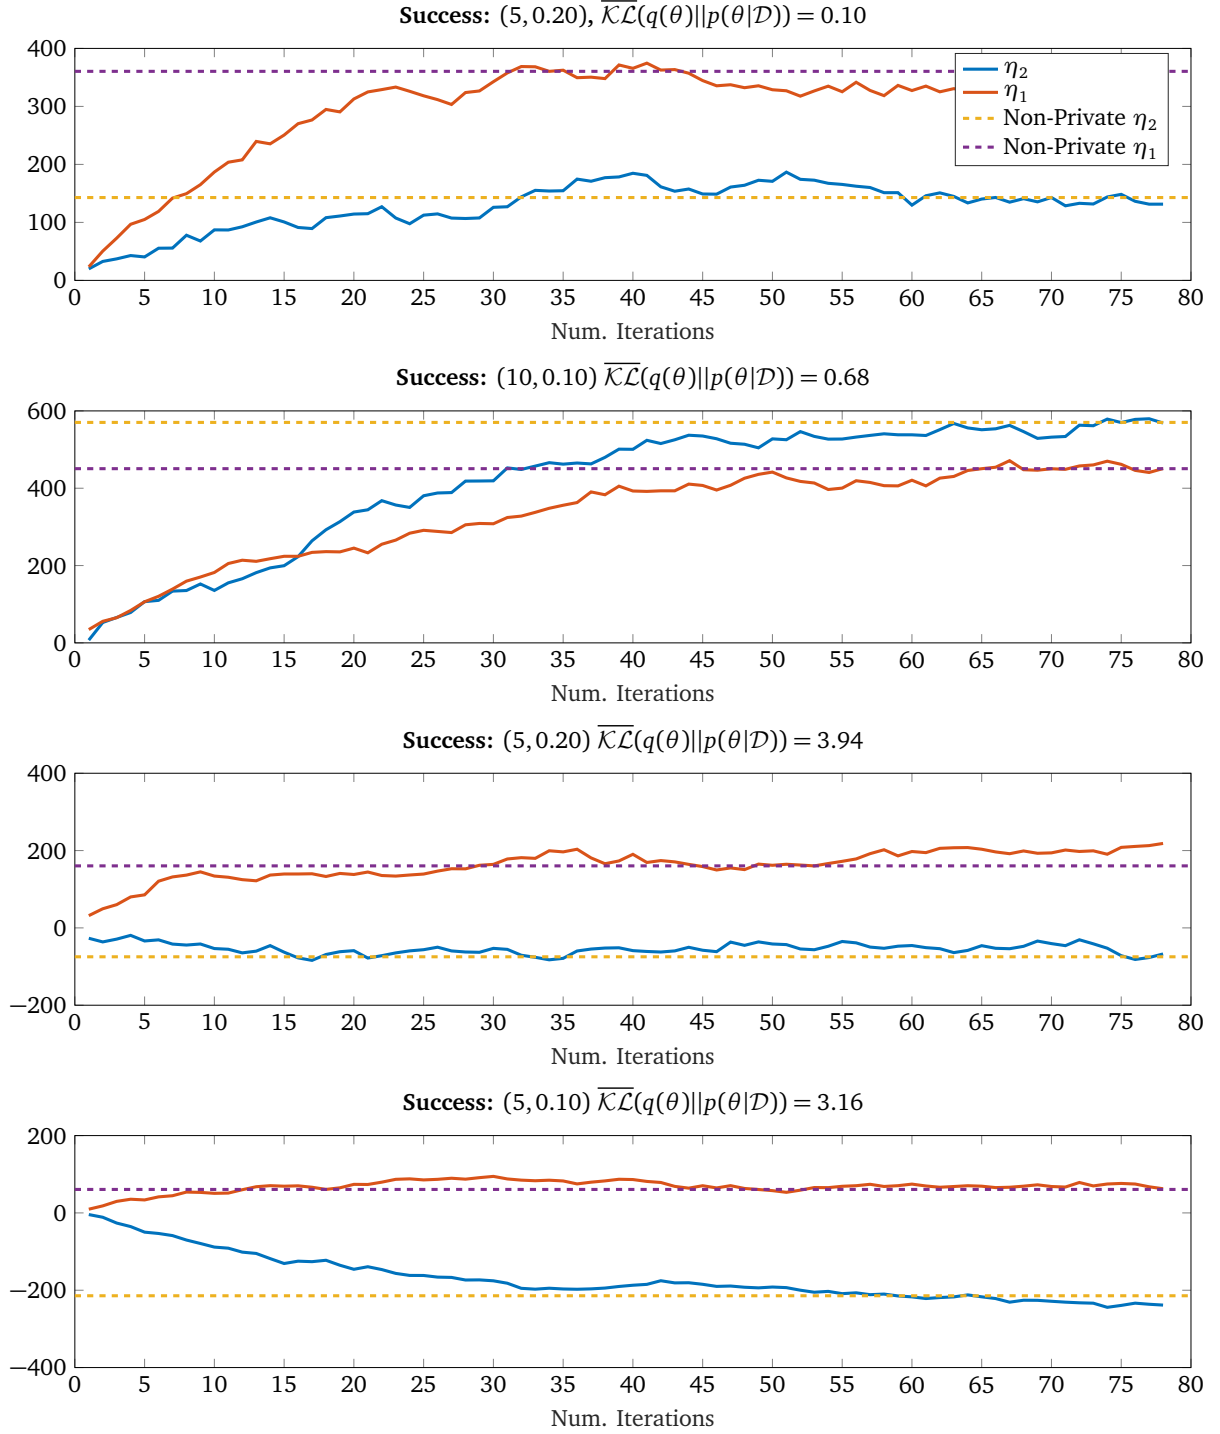 Success: (5, 0.20), \overline{𝒦ℒ}(q(θ)||p(θ|𝒟)) = 0.10
400
300
200
100
0
η₂
η₁
Non-Private η₂
Non-Private η₁
0 5 10 15 20 25 30 35 40 45 50 55 60 65 70 75 80
Num. Iterations
Success: (10, 0.10) \overline{𝒦ℒ}(q(θ)||p(θ|𝒟)) = 0.68
600
400
200
0
0 5 10 15 20 25 30 35 40 45 50 55 60 65 70 75 80
Num. Iterations
Success: (5, 0.20) \overline{𝒦ℒ}(q(θ)||p(θ|𝒟)) = 3.94
400
200
0
−200
0 5 10 15 20 25 30 35 40 45 50 55 60 65 70 75 80
Num. Iterations
Success: (5, 0.10) \overline{𝒦ℒ}(q(θ)||p(θ|𝒟)) = 3.16
200
0
−200
−400
0 5 10 15 20 25 30 35 40 45 50 55 60 65 70 75 80
Num. Iterations